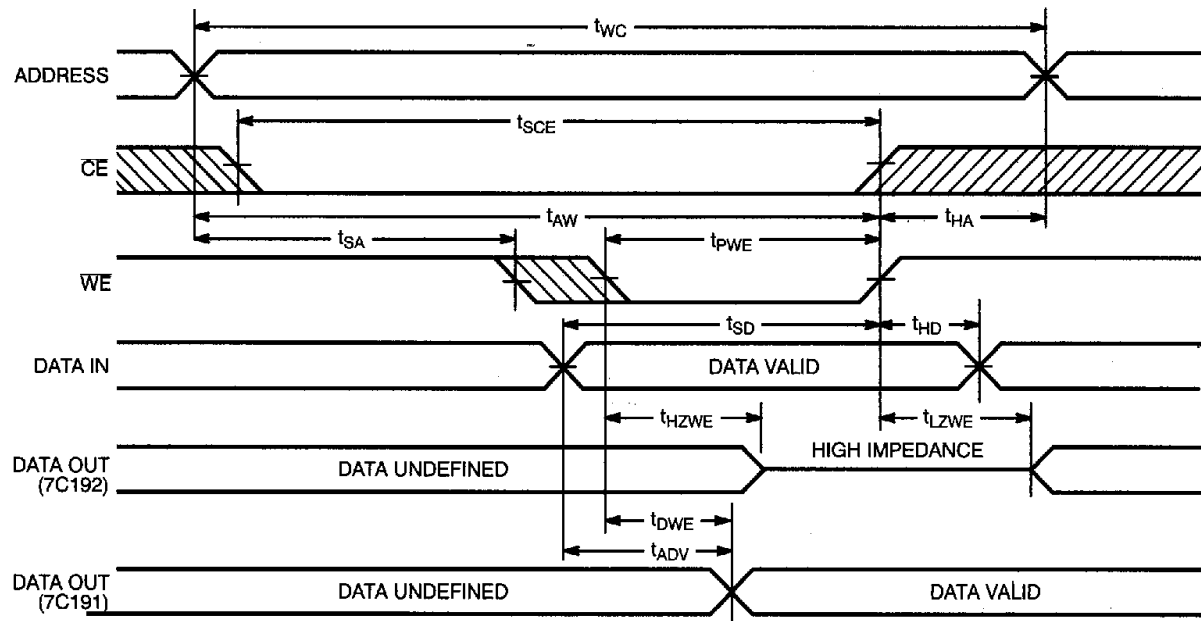 tWC
ADDRESS
tSCE
CE
tAW
tHA
tSA
tPWE
WE
tSD
tHD
DATA IN
DATA VALID
tHZWE
tLZWE
HIGH IMPEDANCE
DATA OUT
(7C192)
DATA UNDEFINED
tDWE
tADV
DATA OUT
(7C191)
DATA UNDEFINED
DATA VALID